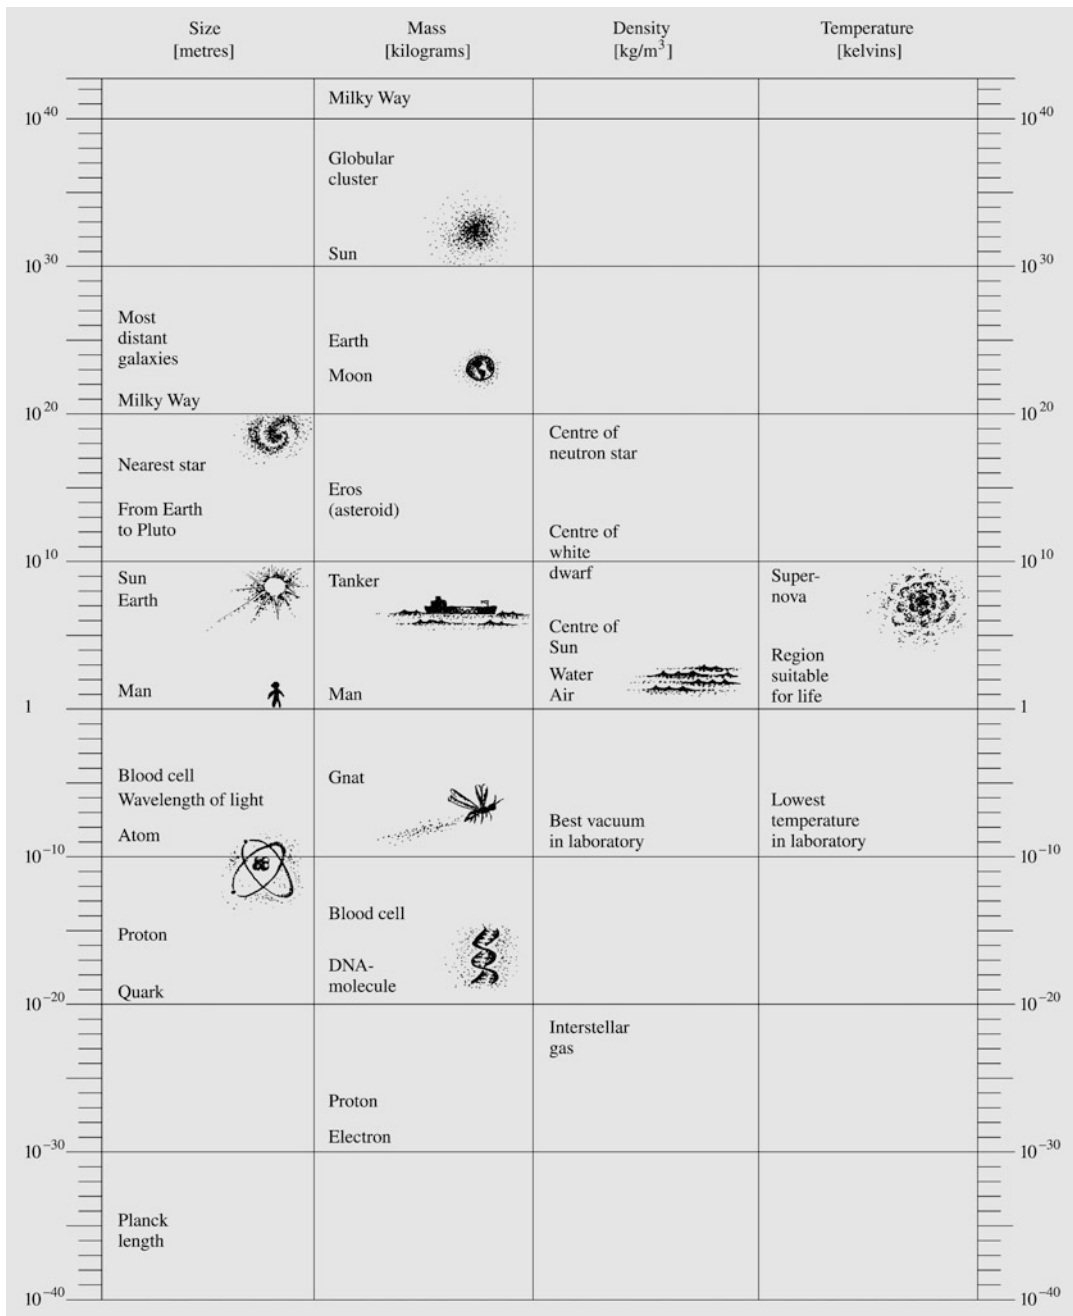 Size
[metres]
Mass
[kilograms]
Density
[kg/m³]
Temperature
[kelvins]
10⁴⁰
10³⁰
10²⁰
10¹⁰
1
10⁻¹⁰
10⁻²⁰
10⁻³⁰
10⁻⁴⁰
Most
distant
galaxies
Milky Way
Nearest star
From Earth
to Pluto
Sun
Earth
Man
Blood cell
Wavelength of light
Atom
Proton
Quark
Planck
length
Milky Way
Globular
cluster
Sun
Earth
Moon
Eros
(asteroid)
Tanker
Man
Gnat
Blood cell
DNA-
molecule
Proton
Electron
Centre of
neutron star
Centre of
white
dwarf
Centre of
Sun
Water
Air
Best vacuum
in laboratory
Interstellar
gas
Super-
nova
Region
suitable
for life
Lowest
temperature
in laboratory
10⁴⁰
10³⁰
10²⁰
10¹⁰
1
10⁻¹⁰
10⁻²⁰
10⁻³⁰
10⁻⁴⁰